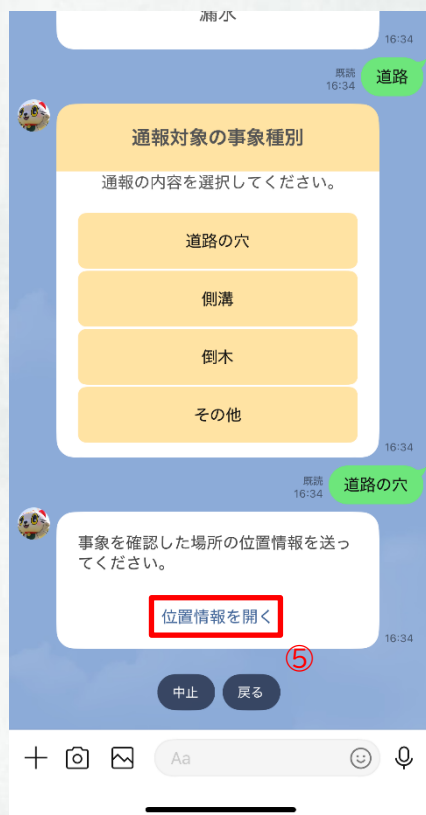 漏水
16:34
既読
16:34
道路
通報対象の事象種別
通報の内容を選択してください。
道路の穴
側溝
倒木
その他
16:34
既読
16:34
道路の穴
事象を確認した場所の位置情報を送っ
てください。
位置情報を開く
16:34
⑤
中止
戻る
Aa